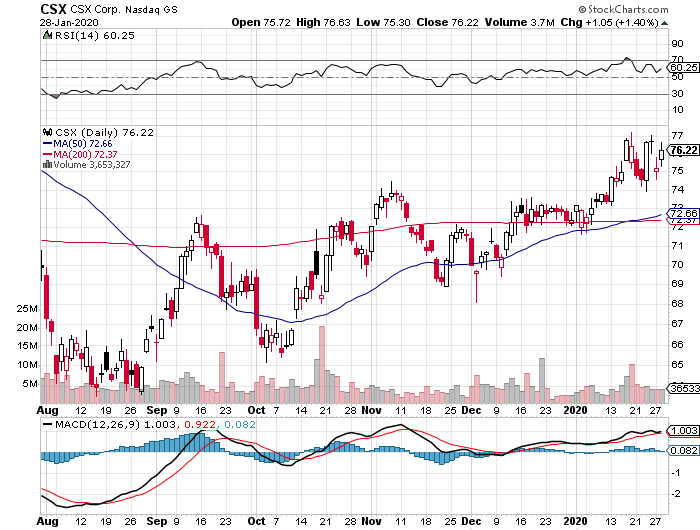 CSX CSX Corp. Nasdaq GS © StockCharts.com
28-Jan-2020 Open 75.72 High 76.63 Low 75.30 Close 76.22 Volume 3.7M Chg +1.05 (+1.40%)
RSI(14) 60.25
90
70
60.25
50
30
10
CSX (Daily) 76.22
MA(50) 72.66
MA(200) 72.37
Volume 3,653,327
77
76.22
75
74
73
72.66
72.37
71
70
69
68
67
66
65
64
3653327
25M
20M
15M
10M
5M
Aug 12 19 26 Sep 9 16 23 Oct 7 14 21 28 Nov 11 18 25 Dec 9 16 23 2020 13 21 27
MACD(12,26,9) 1.003, 0.922, 0.082
1.003
0.082
-1
-2
Aug 12 19 26 Sep 9 16 23 Oct 7 14 21 28 Nov 11 18 25 Dec 9 16 23 2020 13 21 27